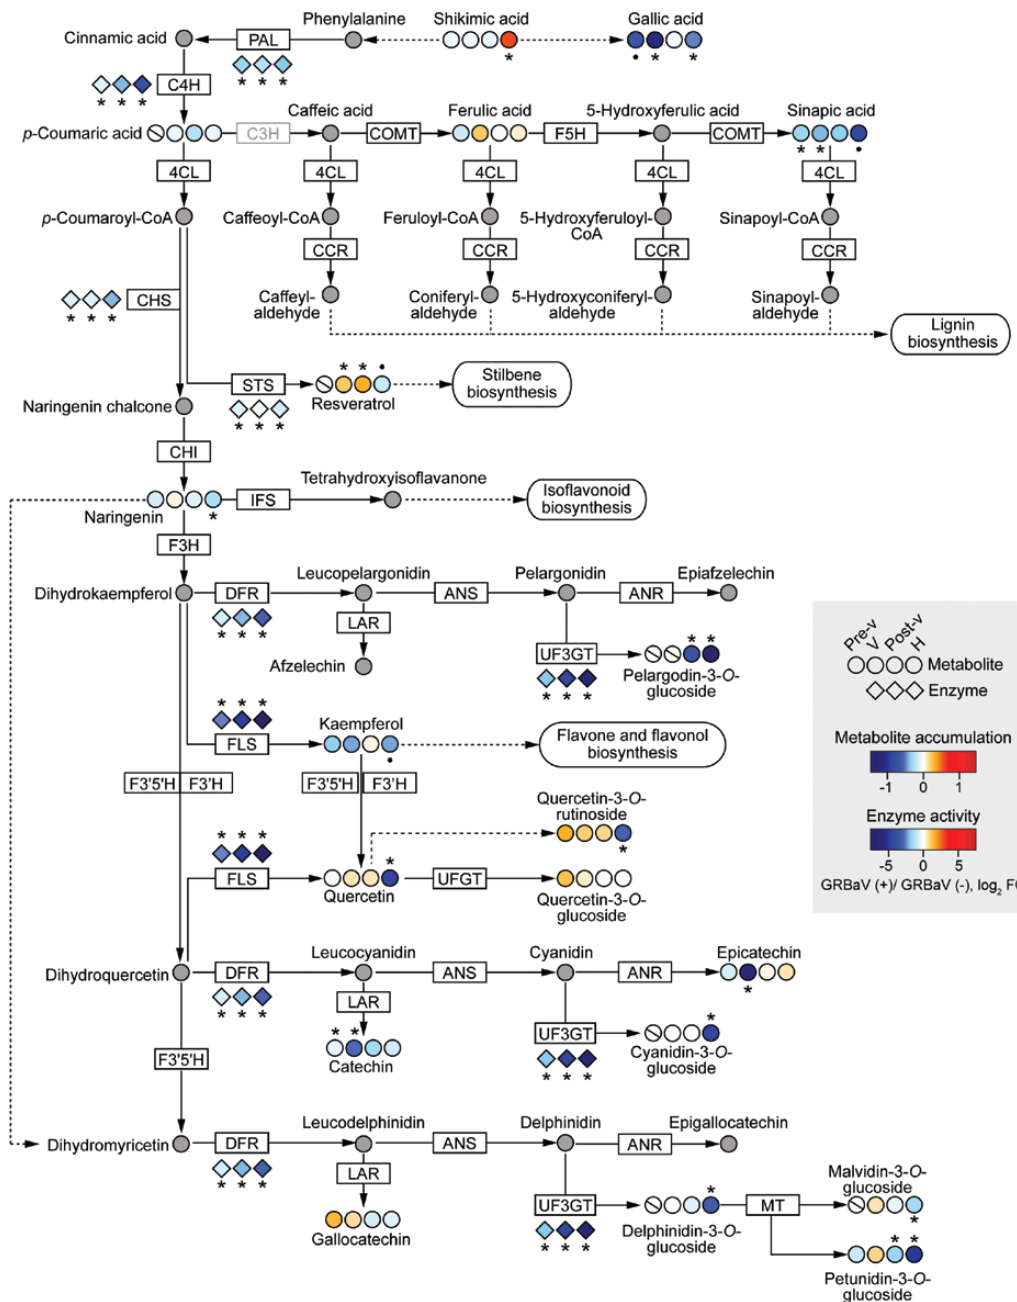 Phenylalanine
Shikimic acid
Gallic acid
Cinnamic acid
PAL
* * *
* • * *
C4H
* * *
Caffeic acid
Ferulic acid
5-Hydroxyferulic acid
Sinapic acid
p-Coumaric acid
C3H
COMT
F5H
COMT
* * •
4CL
4CL
4CL
4CL
4CL
p-Coumaroyl-CoA
Caffeoyl-CoA
Feruloyl-CoA
5-Hydroxyferuloyl-
CoA
Sinapoyl-CoA
CCR
CCR
CCR
CCR
CHS
* * *
Caffeyl-
aldehyde
Coniferyl-
aldehyde
5-Hydroxyconiferyl-
aldehyde
Sinapoyl-
aldehyde
Lignin
biosynthesis
* * •
STS
* * *
Resveratrol
Stilbene
biosynthesis
Naringenin chalcone
CHI
Tetrahydroxyisoflavanone
Naringenin
*
IFS
Isoflavonoid
biosynthesis
F3H
Leucopelargonidin
Pelargonidin
Epiafzelechin
Dihydrokaempferol
DFR
* * *
ANS
ANR
LAR
Afzelechin
UF3GT
* * *
* *
Pelargodin-3-O-
glucoside
Pre-v
V
Post-v
H
Metabolite
Enzyme
Metabolite accumulation
-1 0 1
Enzyme activity
-5 0 5
GRBaV (+)/ GRBaV (-), log2 F
* * *
FLS
Kaempferol
•
Flavone and flavonol
biosynthesis
F3'5'H
F3'H
F3'5'H
F3'H
Quercetin-3-O-
rutinoside
*
* * *
FLS
*
Quercetin
UFGT
Quercetin-3-O-
glucoside
Leucocyanidin
Cyanidin
Epicatechin
Dihydroquercetin
DFR
* * *
ANS
ANR
*
LAR
* *
Catechin
UF3GT
* * *
*
Cyanidin-3-O-
glucoside
F3'5'H
Leucodelphinidin
Delphinidin
Epigallocatechin
Dihydromyricetin
DFR
* * *
ANS
ANR
LAR
Gallocatechin
UF3GT
* * *
*
Delphinidin-3-O-
glucoside
MT
Malvidin-3-O-
glucoside
*
* *
Petunidin-3-O-
glucoside